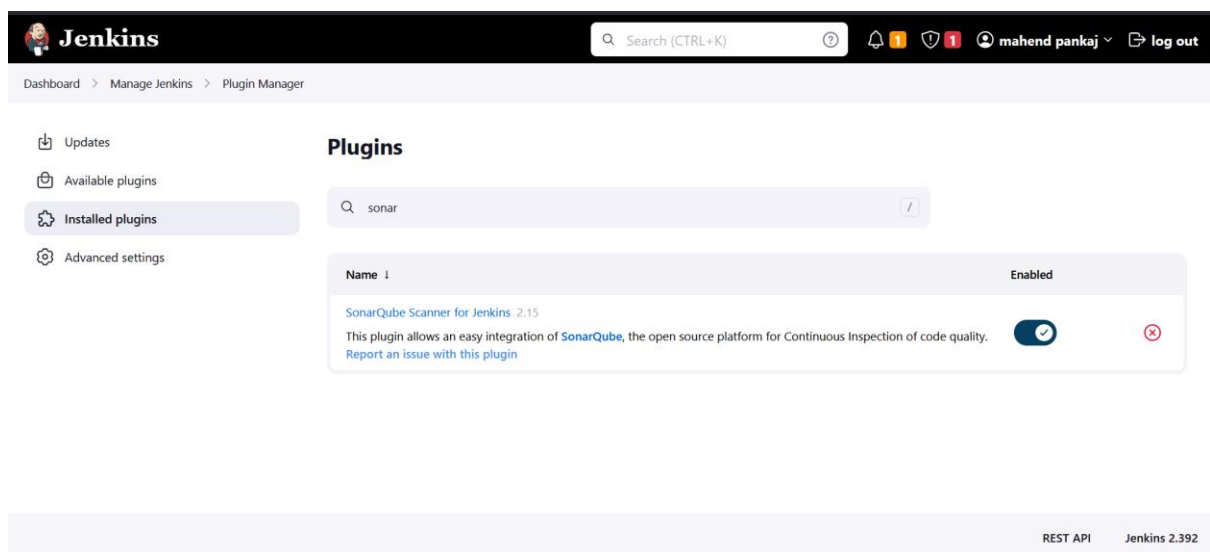 Jenkins
Search (CTRL+K)
1
1
mahend pankaj
log out
Dashboard > Manage Jenkins > Plugin Manager
Updates
Available plugins
Installed plugins
Advanced settings
Plugins
sonar
/
Name ↓
Enabled
SonarQube Scanner for Jenkins 2.15
This plugin allows an easy integration of SonarQube, the open source platform for Continuous Inspection of code quality.
Report an issue with this plugin
REST API
Jenkins 2.392